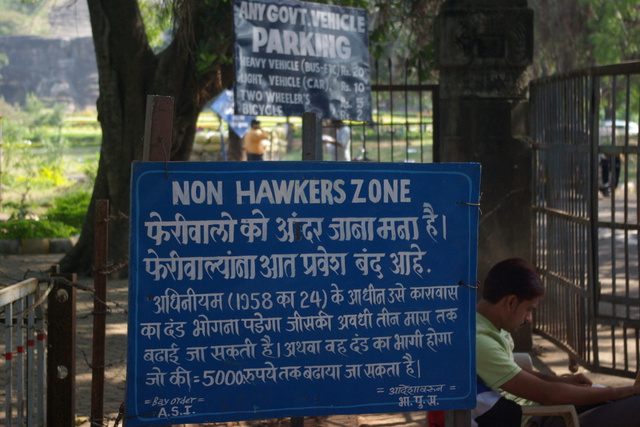 ANY GOVT. VEHICLE
PARKING
HEAVY VEHICLE (BUS-ETC) Rs. 20
LIGHT VEHICLE (CAR) Rs. 10
TWO WHEELER'S Rs 5
BICYCLE 2
NON HAWKERS ZONE
फेरीवालो को अंदर जाना मना है।
फेरीवाल्यांना आत प्रवेश बंद आहे.
अधिनीयम (1958 का 24) के आधीन उसे कारावास
का दंड भोगना पडेगा जीसकी अवधी तीन मास तक
बढाई जा सकती है। अथवा वह दंड का भागी होगा
जो की = 5000रुपये तक बढाया जा सकता है।
= By order = = आदेशावरुन =
A.S.I. भा.पु.स.